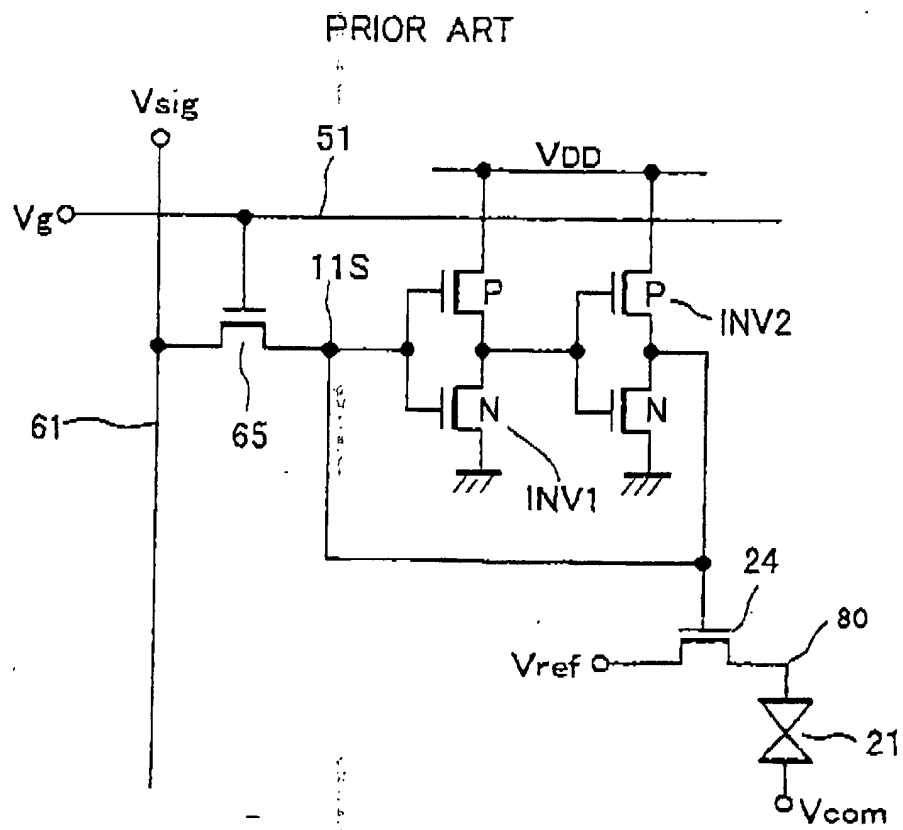 PRIOR ART
Vsig
51
VDD
Vg
11S
P
P
INV2
N
N
61
65
INV1
24
80
Vref
21
Vcom